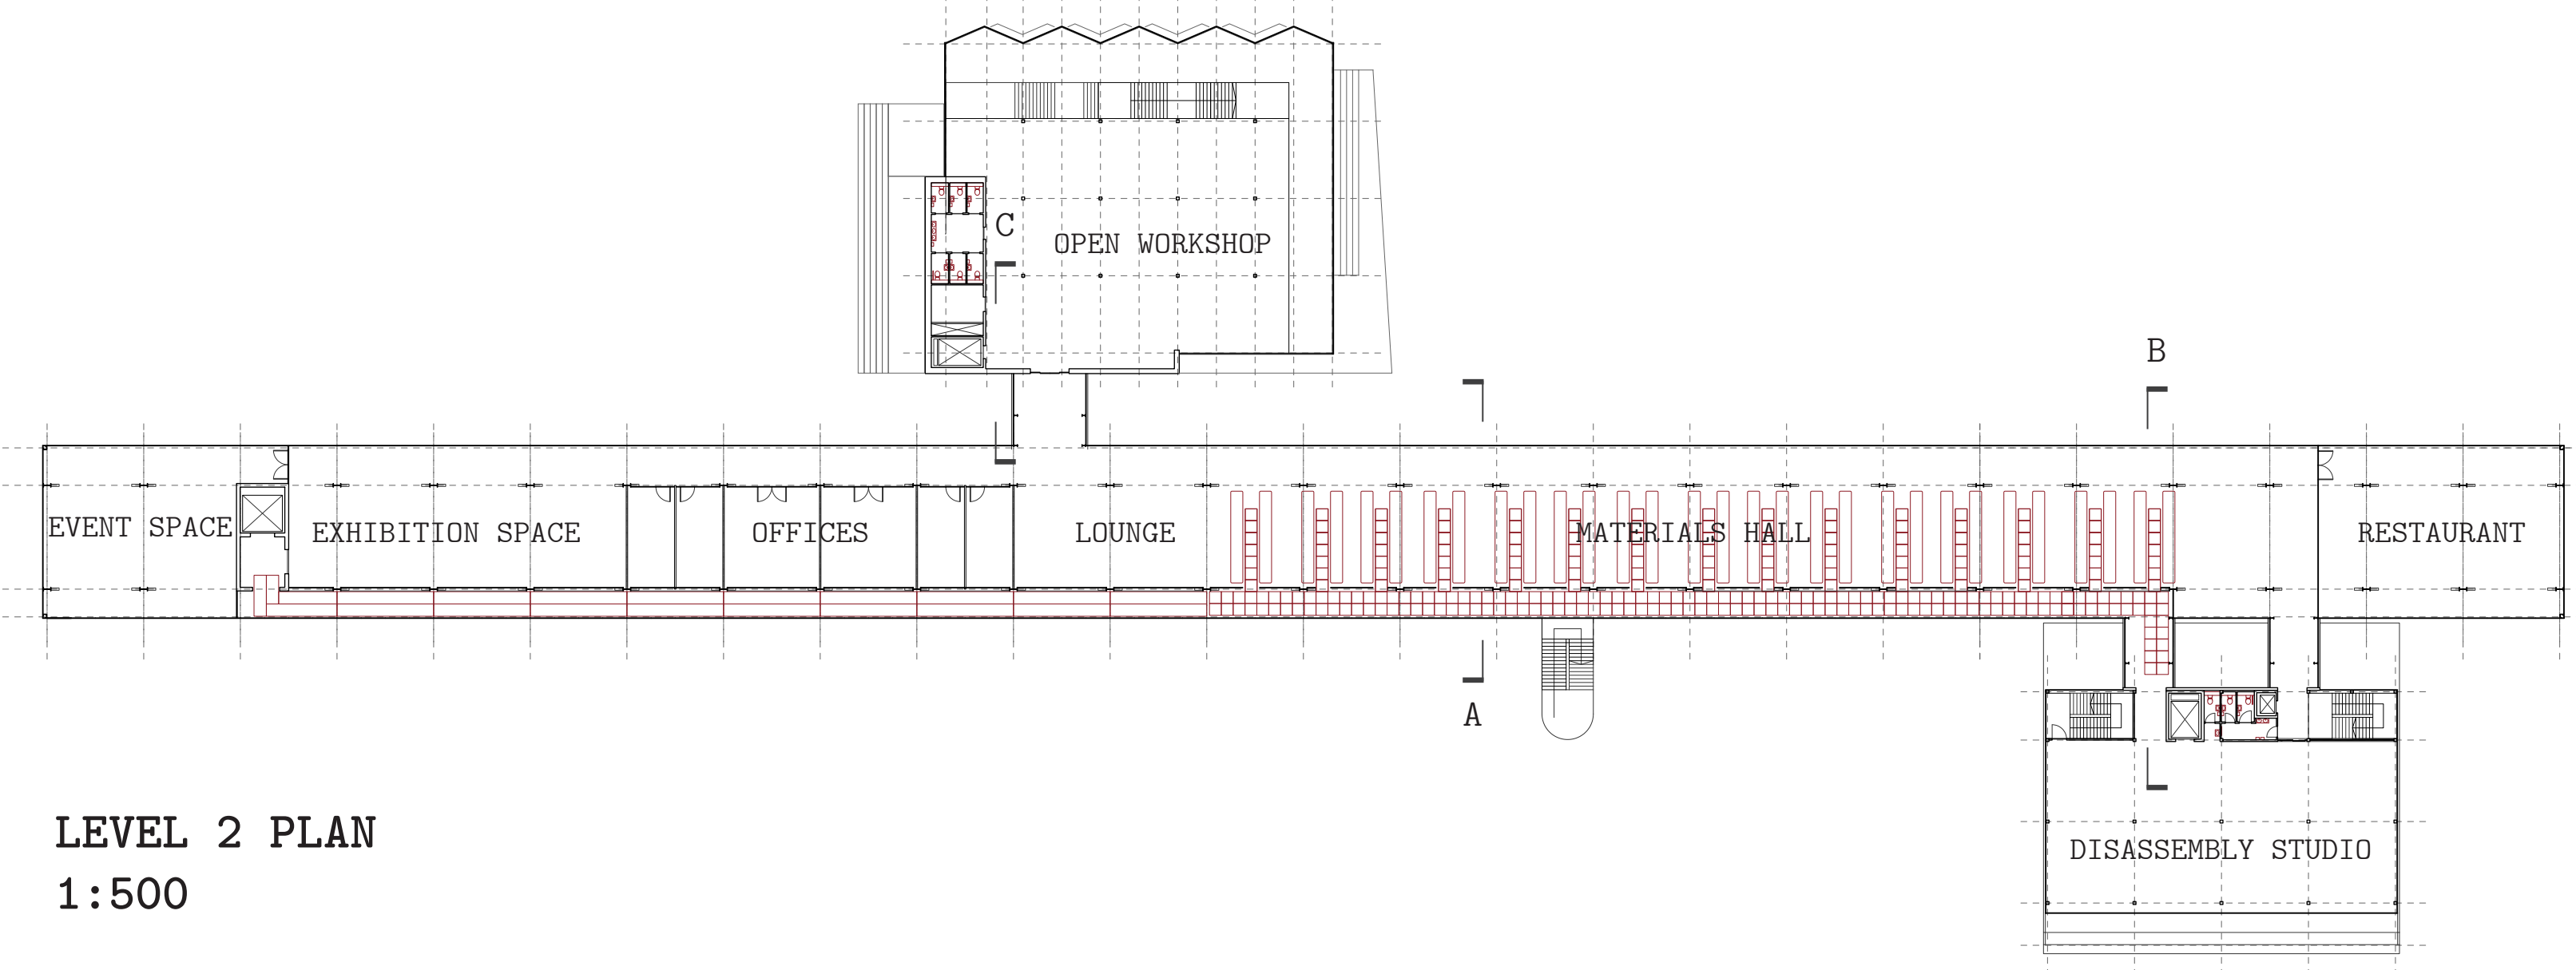 C
OPEN WORKSHOP
B
EVENT SPACE
EXHIBITION SPACE
OFFICES
LOUNGE
MATERIALS HALL
RESTAURANT
A
LEVEL 2 PLAN
1:500
DISASSEMBLY STUDIO